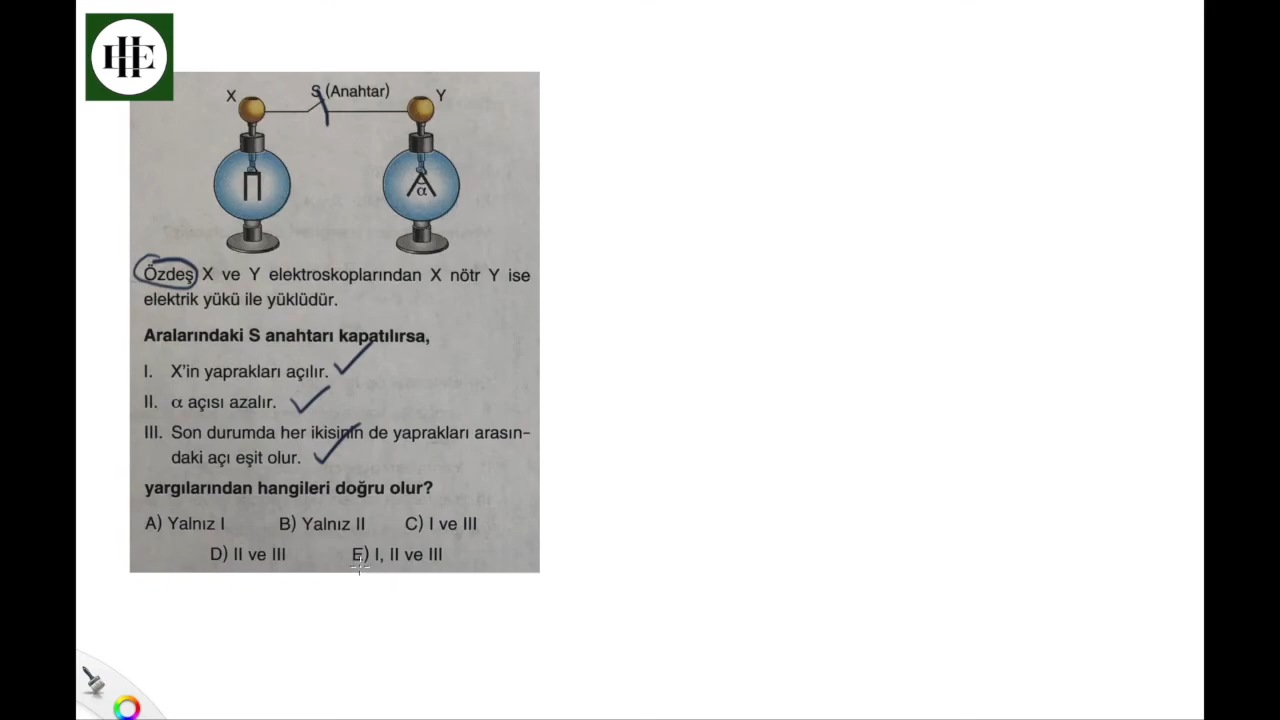 IHE
X
S (Anahtar)
Y
α
Özdeş X ve Y elektroskoplarından X nötr Y ise
elektrik yükü ile yüklüdür.
Aralarındaki S anahtarı kapatılırsa,
I. X'in yaprakları açılır.
II. α açısı azalır.
III. Son durumda her ikisinin de yaprakları arasın-
daki açı eşit olur.
yargılarından hangileri doğru olur?
A) Yalnız I B) Yalnız II C) I ve III
D) II ve III E) I, II ve III